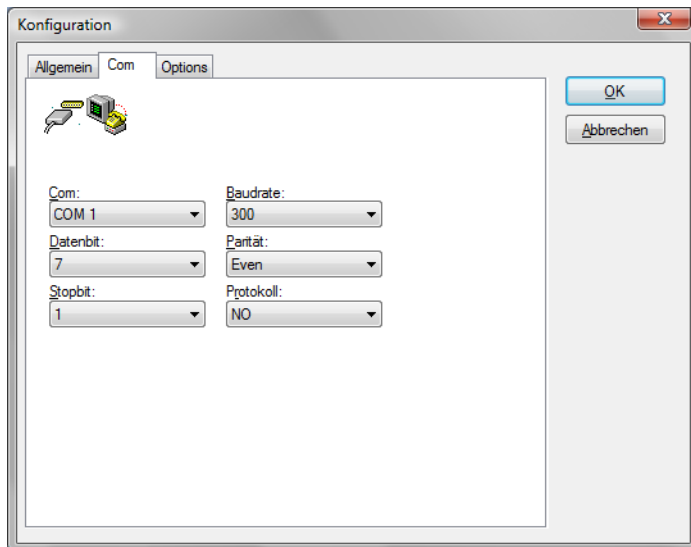 Konfiguration
Allgemein Com Options
OK
Abbrechen
Com: Baudrate:
COM 1 300
Datenbit: Parität:
7 Even
Stopbit: Protokoll:
1 NO